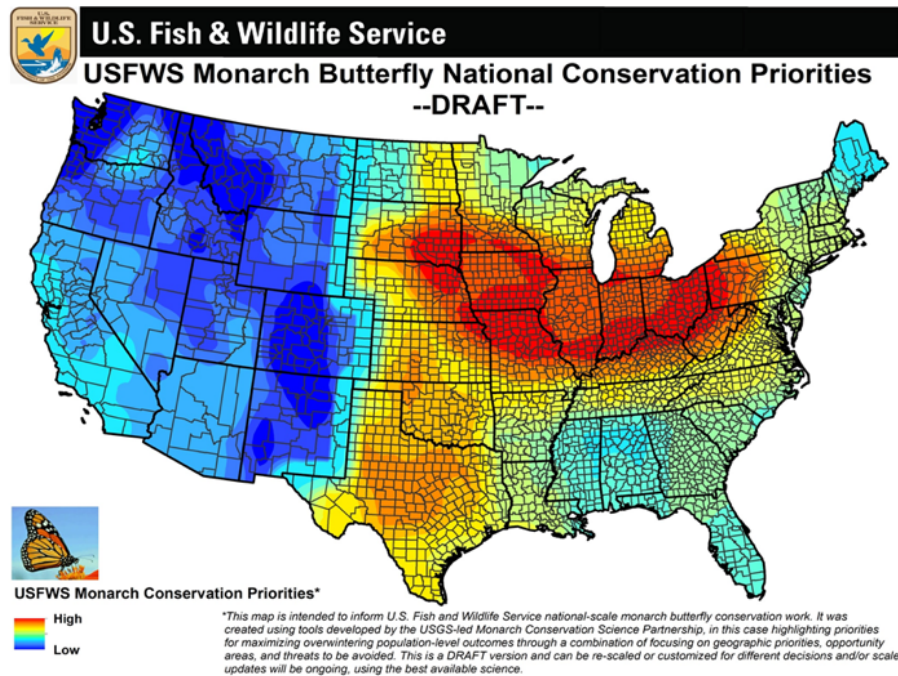 U.S.
FISH & WILDLIFE
SERVICE
U.S. Fish & Wildlife Service
USFWS Monarch Butterfly National Conservation Priorities
--DRAFT--
USFWS Monarch Conservation Priorities*
High
Low
*This map is intended to inform U.S. Fish and Wildlife Service national-scale monarch butterfly conservation work. It was
created using tools developed by the USGS-led Monarch Conservation Science Partnership, in this case highlighting priorities
for maximizing overwintering population-level outcomes through a combination of focusing on geographic priorities, opportunity
areas, and threats to be avoided. This is a DRAFT version and can be re-scaled or customized for different decisions and/or scale
updates will be ongoing, using the best available science.